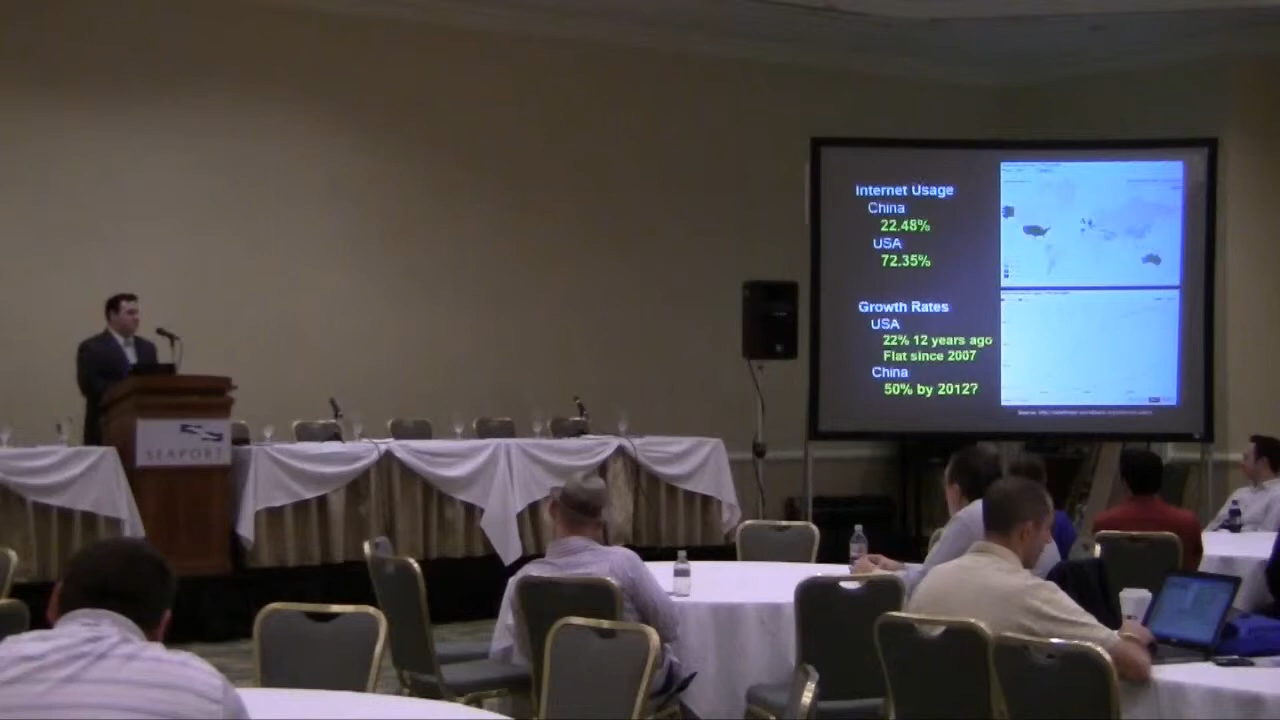 Internet Usage
China
22.48%
USA
72.35%
Growth Rates
USA
22% 12 years ago
Flat since 2007
China
50% by 2012?
SEAPORT